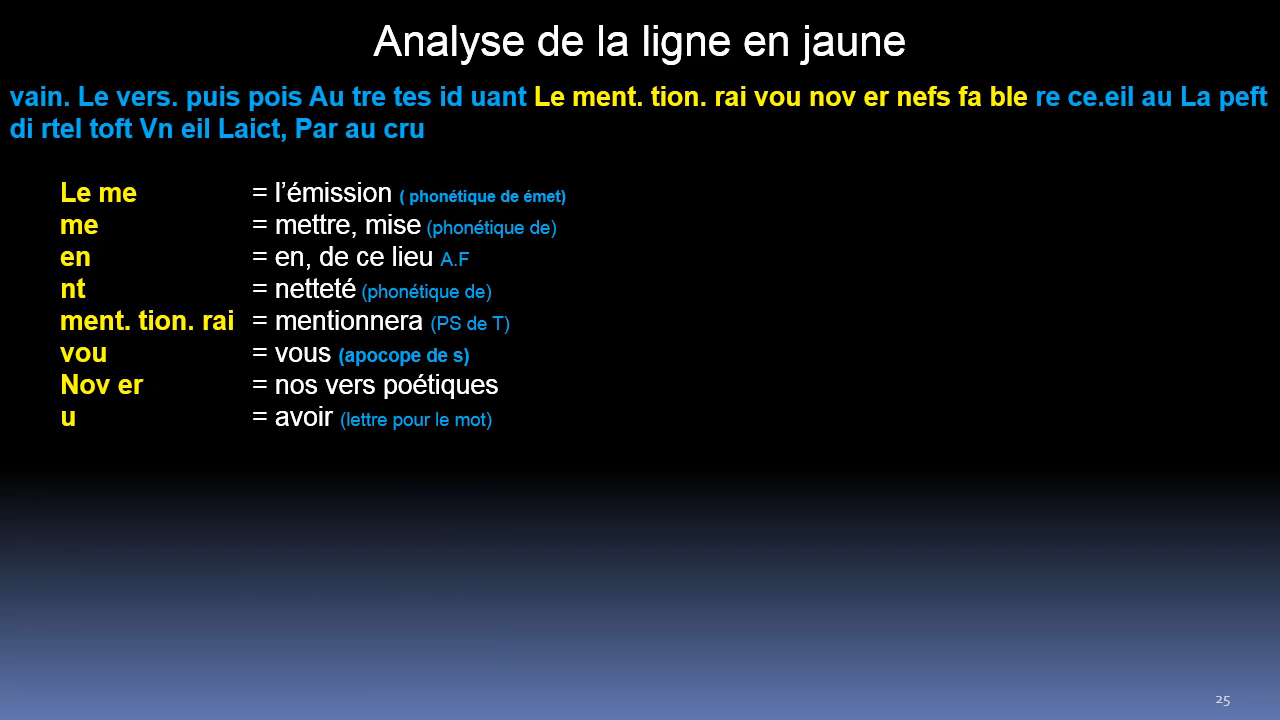 Analyse de la ligne en jaune
vain. Le vers. puis pois Au tre tes id uant Le ment. tion. rai vou nov er nefs fa ble re ce.eil au La peft
di rtel toft Vn eil Laict, Par au cru
Le me = l’émission ( phonétique de émet)
me = mettre, mise (phonétique de)
en = en, de ce lieu A.F
nt = netteté (phonétique de)
ment. tion. rai = mentionnera (PS de T)
vou = vous (apocope de s)
Nov er = nos vers poétiques
u = avoir (lettre pour le mot)
25